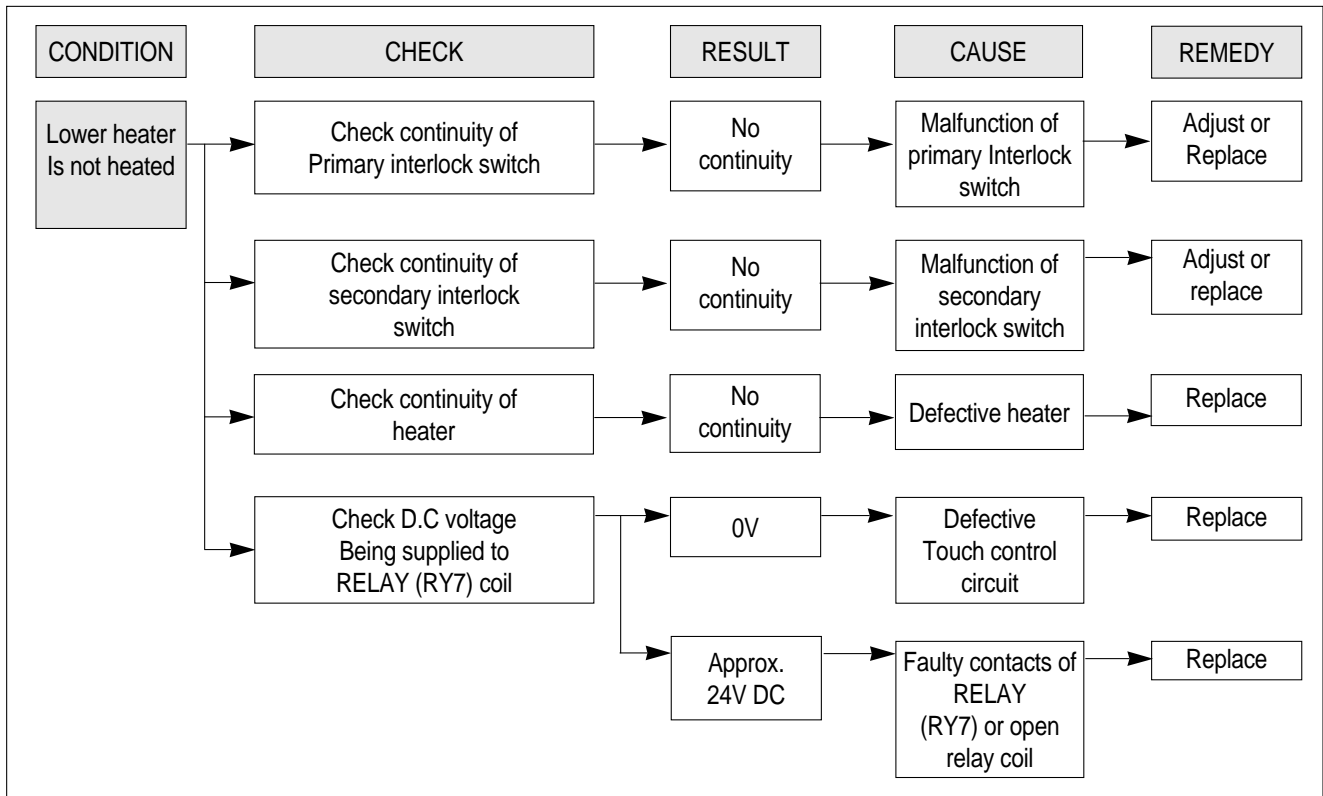 CONDITION
CHECK
RESULT
CAUSE
REMEDY
Lower heater
Is not heated
Check continuity of
Primary interlock switch
No
continuity
Malfunction of
primary Interlock
switch
Adjust or
Replace
Check continuity of
secondary interlock
switch
No
continuity
Malfunction of
secondary
interlock switch
Adjust or
replace
Check continuity of
heater
No
continuity
Defective heater
Replace
Check D.C voltage
Being supplied to
RELAY (RY7) coil
0V
Defective
Touch control
circuit
Replace
Approx.
24V DC
Faulty contacts of
RELAY
(RY7) or open
relay coil
Replace